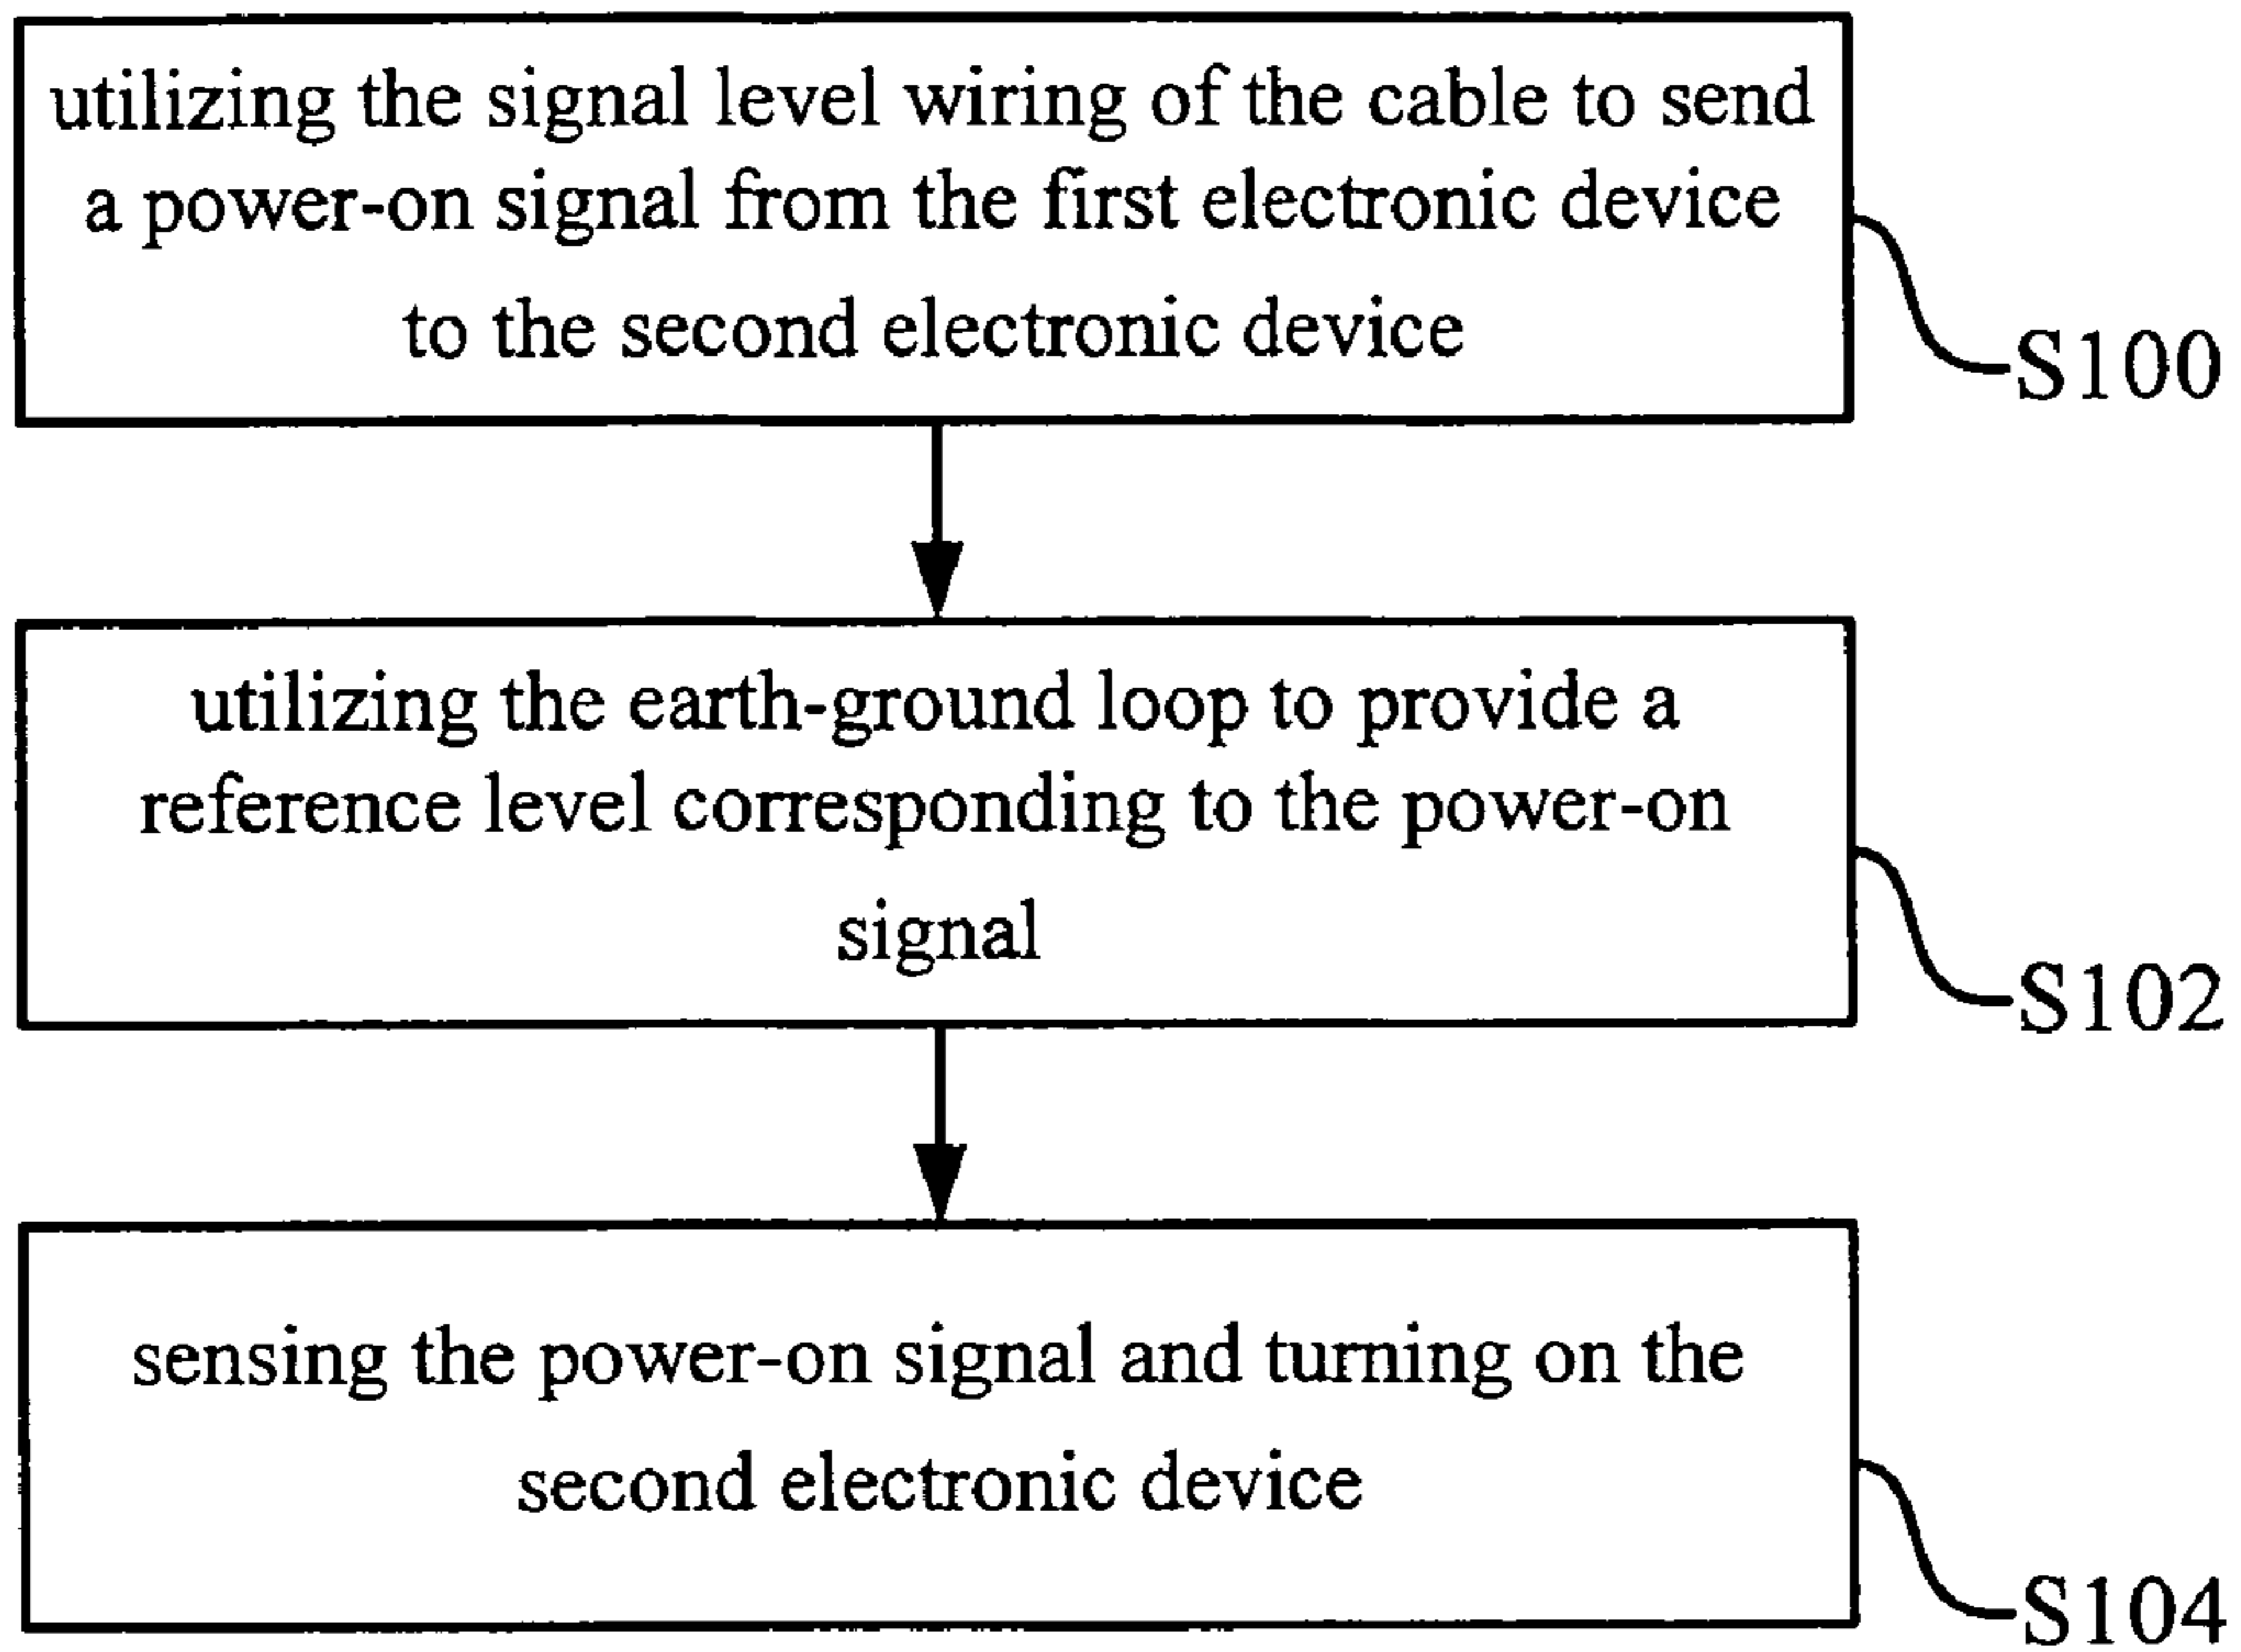 utilizing the signal level wiring of the cable to send
a power-on signal from the first electronic device
to the second electronic device
S100
utilizing the earth-ground loop to provide a
reference level corresponding to the power-on
signal
S102
sensing the power-on signal and turning on the
second electronic device
S104